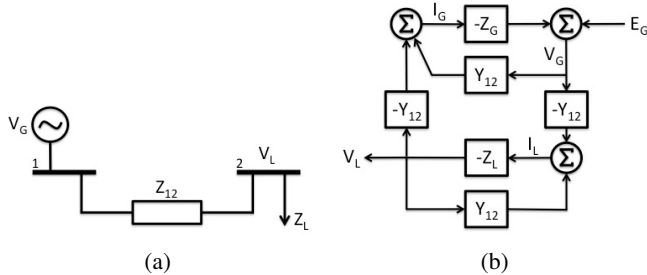 V_G
1
Z_12
2
V_L
Z_L
(a)
Σ
I_G
-Z_G
Σ
E_G
V_G
Y_12
-Y_12
-Y_12
V_L
-Z_L
I_L
Σ
Y_12
(b)